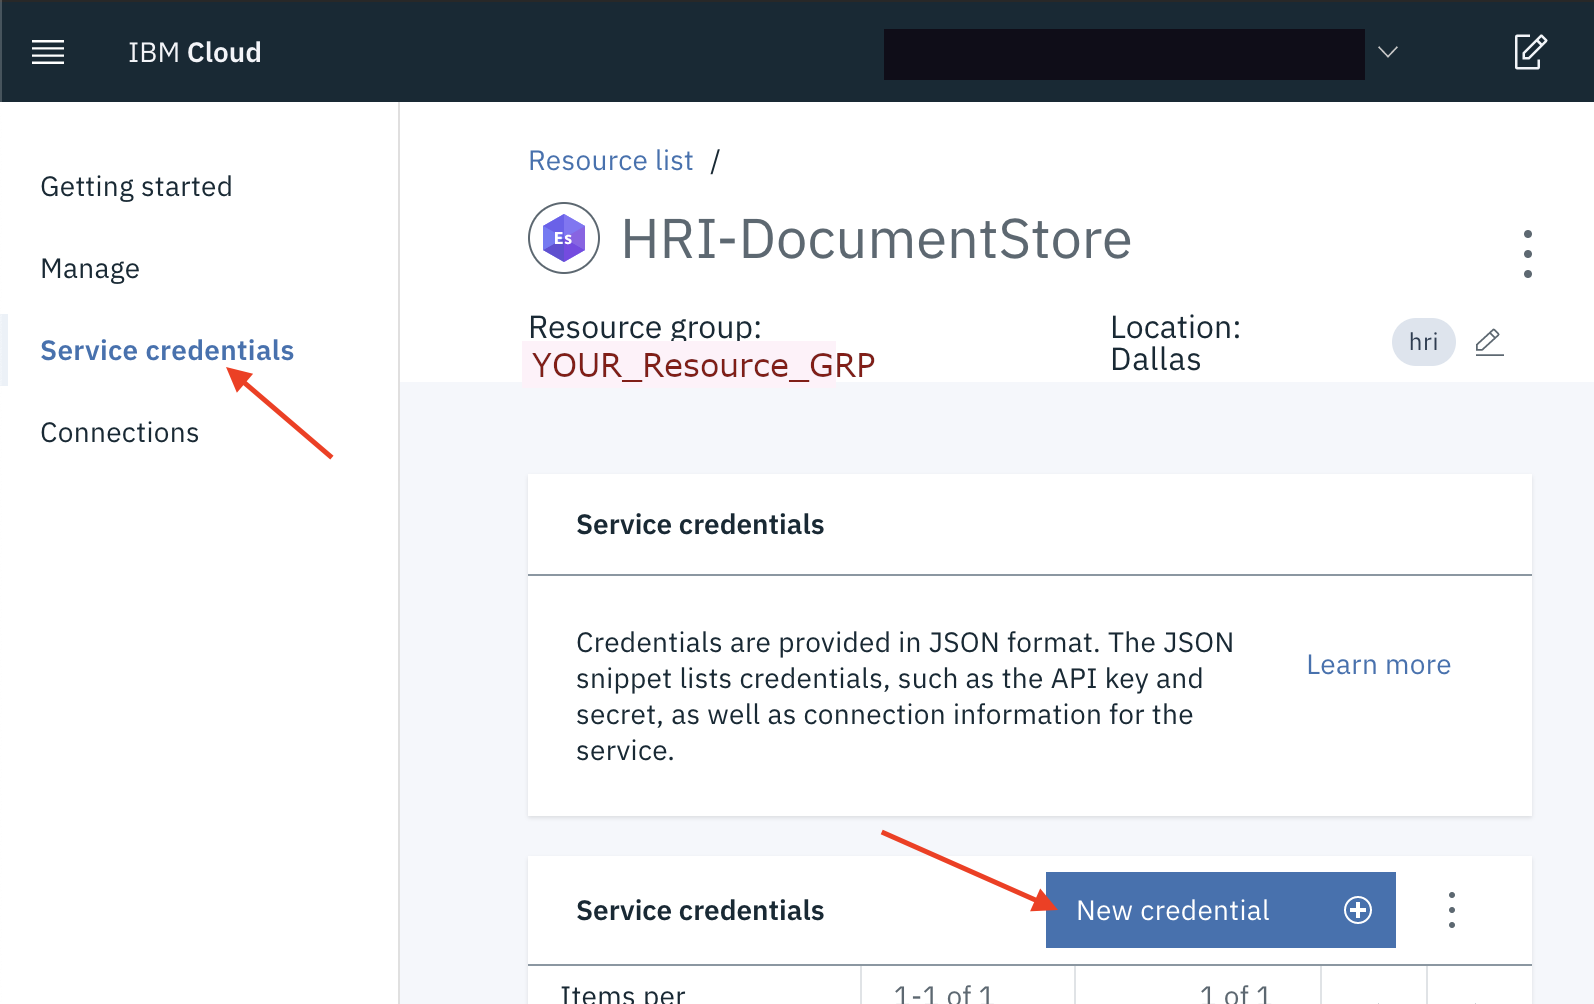 IBM Cloud
Getting started
Manage
Service credentials
Connections
Resource list /
Es
HRI-DocumentStore
Resource group:
YOUR_Resource_GRP
Location:
Dallas
hri
Service credentials
Credentials are provided in JSON format. The JSON
snippet lists credentials, such as the API key and
secret, as well as connection information for the
service.
Learn more
Service credentials
New credential
Items per
1-1 of 1
1 of 1